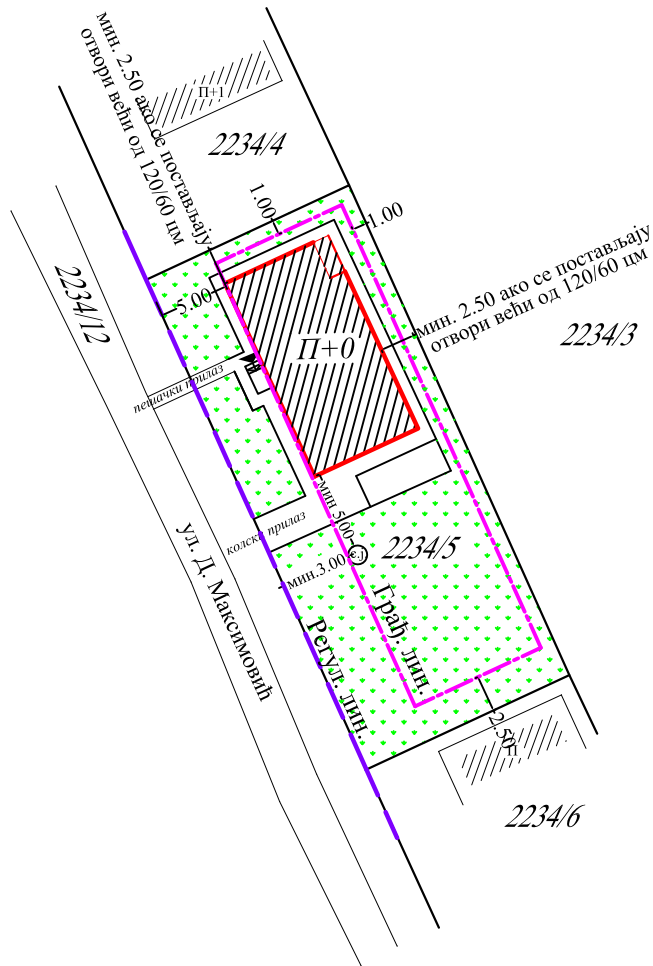 мин. 2.50 ако се постављају
отвори већи од 120/60 цм
П+1
2234/4
1.00
1.00
2234/12
5.00
мин. 2.50 ако се постављају
отвори већи од 120/60 цм
2234/3
П+0
пешачки прилаз
мин 5.00
колски прилаз
2234/5
мин.3.00
с.ј
ул. Д. Максимовић
Грађ. лин.
Регул. лин.
2.50
П
2234/6